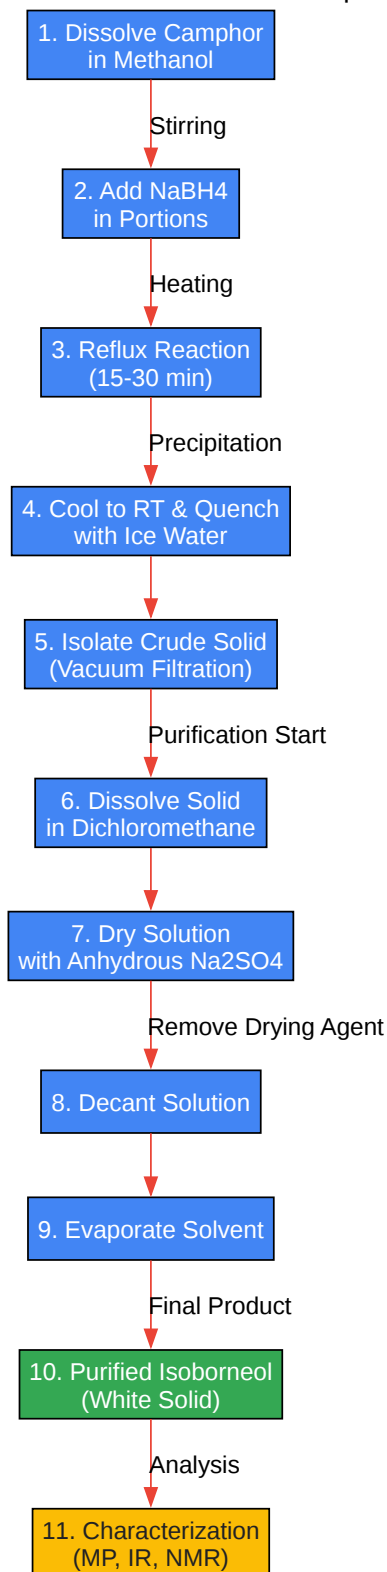 1. Dissolve Camphor
in Methanol
Stirring
2. Add NaBH4
in Portions
Heating
3. Reflux Reaction
(15-30 min)
Precipitation
4. Cool to RT & Quench
with Ice Water
5. Isolate Crude Solid
(Vacuum Filtration)
Purification Start
6. Dissolve Solid
in Dichloromethane
7. Dry Solution
with Anhydrous Na2SO4
Remove Drying Agent
8. Decant Solution
9. Evaporate Solvent
Final Product
10. Purified Isoborneol
(White Solid)
Analysis
11. Characterization
(MP, IR, NMR)